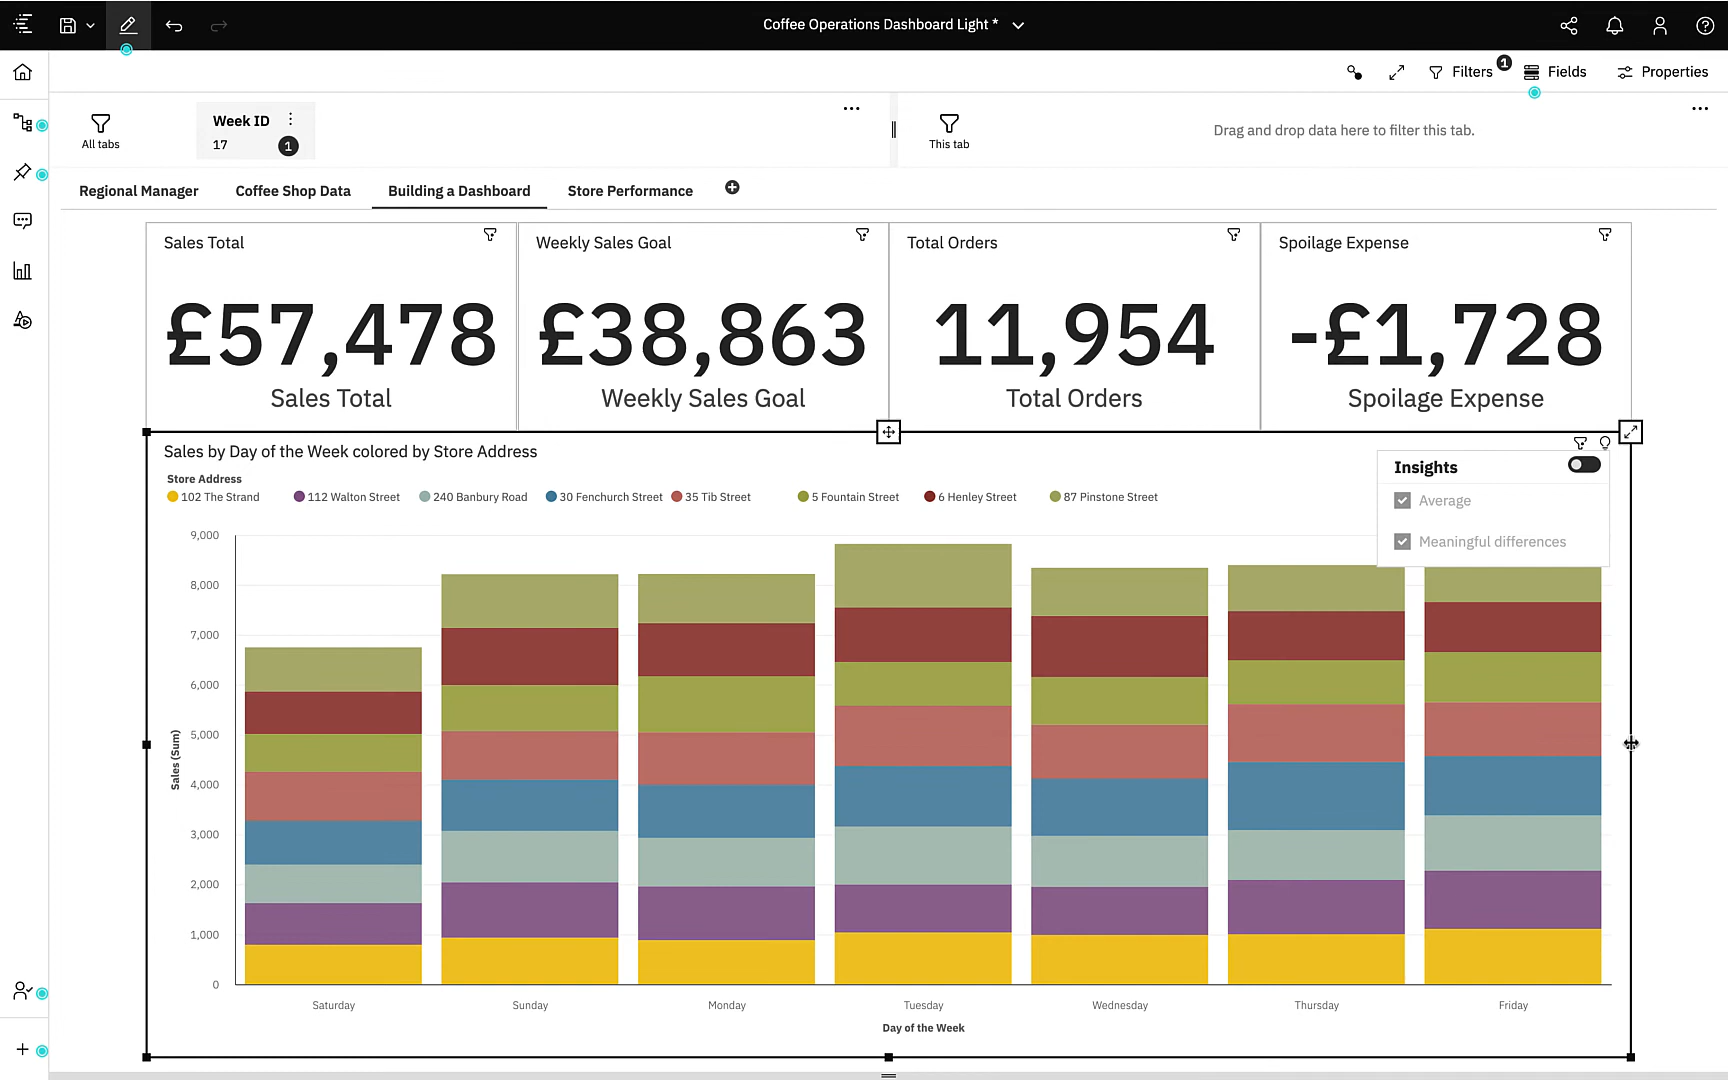 Coffee Operations Dashboard Light *
Filters 1 Fields Properties
All tabs
Week ID
17 1
This tab
Drag and drop data here to filter this tab.
Regional Manager Coffee Shop Data Building a Dashboard Store Performance
Sales Total
£57,478
Sales Total
Weekly Sales Goal
£38,863
Weekly Sales Goal
Total Orders
11,954
Total Orders
Spoilage Expense
-£1,728
Spoilage Expense
Sales by Day of the Week colored by Store Address
Store Address
102 The Strand 112 Walton Street 240 Banbury Road 30 Fenchurch Street 35 Tib Street 5 Fountain Street 6 Henley Street 87 Pinstone Street
Insights
Average
Meaningful differences
9,000
8,000
7,000
6,000
5,000
4,000
3,000
2,000
1,000
0
Sales (Sum)
Saturday Sunday Monday Tuesday Wednesday Thursday Friday
Day of the Week